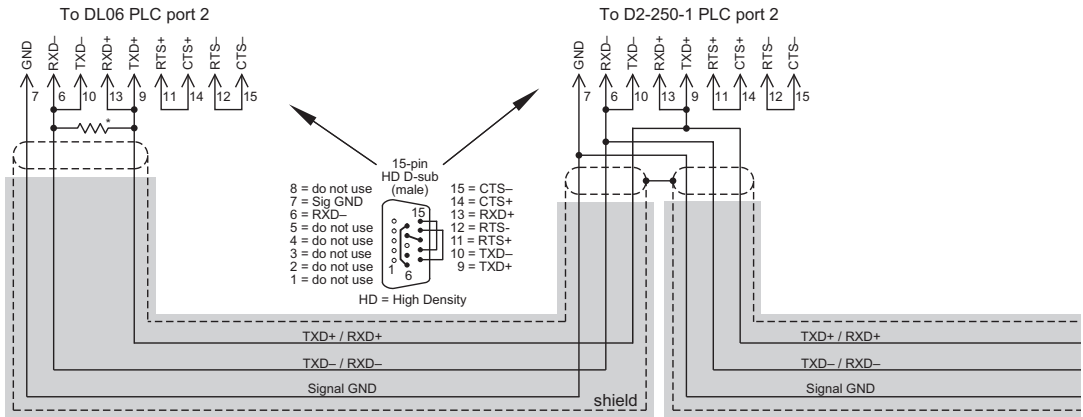 To DL06 PLC port 2
GND
RXD–
TXD–
RXD+
TXD+
RTS+
CTS+
RTS–
CTS–
7 6 10 13 9 11 14 12 15
*
To D2-250-1 PLC port 2
GND
RXD–
TXD–
RXD+
TXD+
RTS+
CTS+
RTS–
CTS–
7 6 10 13 9 11 14 12 15
15-pin
HD D-sub
(male)
8 = do not use
7 = Sig GND
6 = RXD–
5 = do not use
4 = do not use
3 = do not use
2 = do not use
1 = do not use
15
1
6
15 = CTS–
14 = CTS+
13 = RXD+
12 = RTS-
11 = RTS+
10 = TXD–
9 = TXD+
HD = High Density
TXD+ / RXD+
TXD– / RXD–
Signal GND
shield
TXD+ / RXD+
TXD– / RXD–
Signal GND